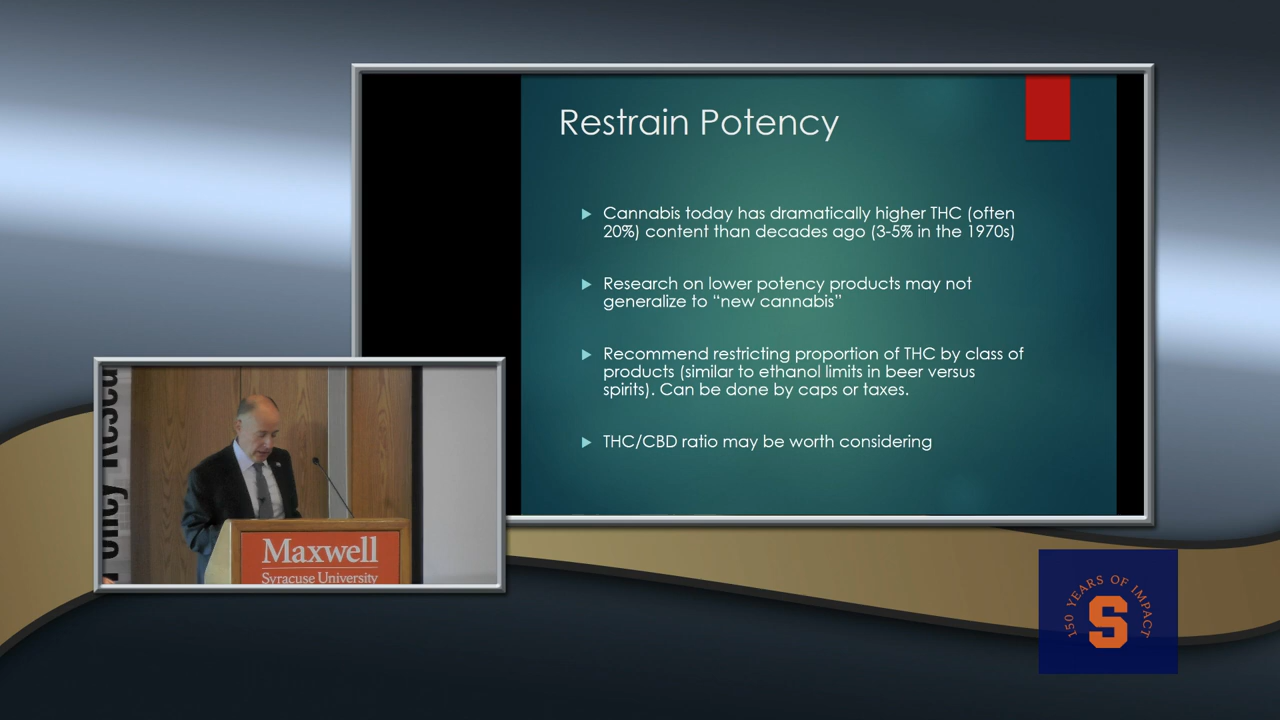 Restrain Potency
Cannabis today has dramatically higher THC (often
20%) content than decades ago (3-5% in the 1970s)
Research on lower potency products may not
generalize to “new cannabis”
Recommend restricting proportion of THC by class of
products (similar to ethanol limits in beer versus
spirits). Can be done by caps or taxes.
THC/CBD ratio may be worth considering
Policy
Maxwell
Syracuse University
150 YEARS OF IMPACT
S